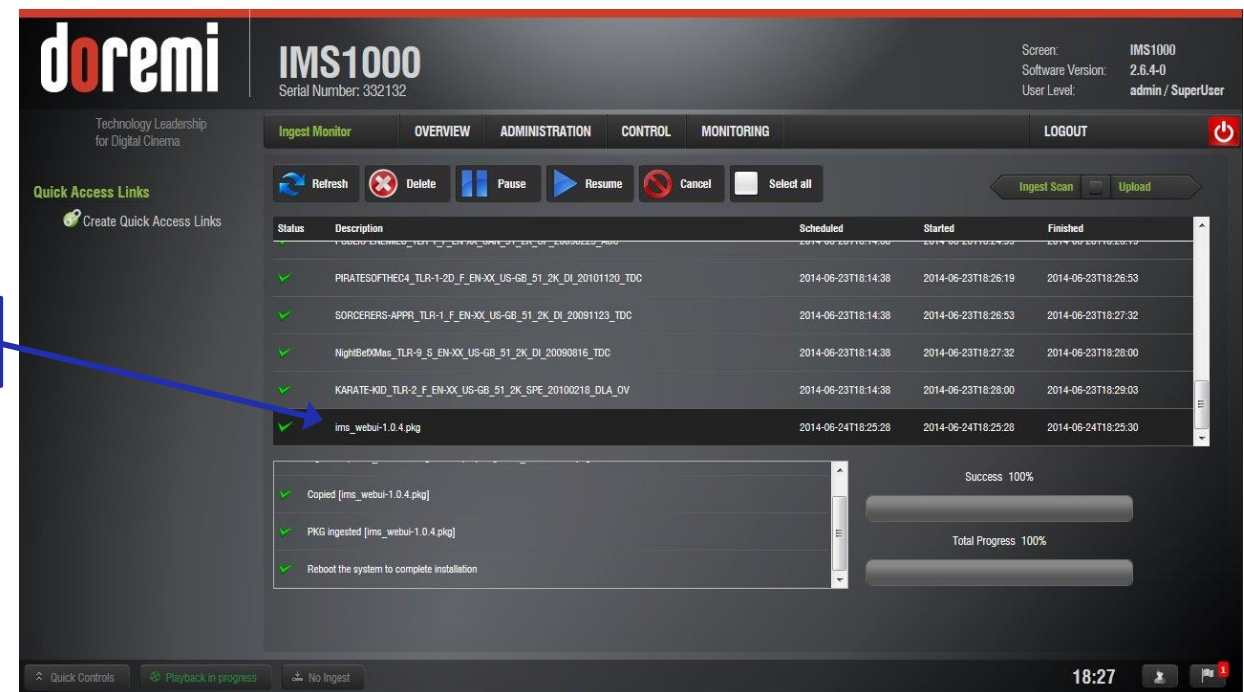 doremi
Technology Leadership
for Digital Cinema
IMS1000
Serial Number: 332132
Screen: IMS1000
Software Version: 2.6.4-0
User Level: admin / SuperUser
Ingest Monitor OVERVIEW ADMINISTRATION CONTROL MONITORING LOGOUT
Quick Access Links
Create Quick Access Links
Refresh Delete Pause Resume Cancel Select all Ingest Scan Upload
Status Description Scheduled Started Finished
PIRATESOFTHEC4_TLR-1-2D_F_EN-XX_US-GB_51_2K_DI_20101120_TDC 2014-06-23T18:14:38 2014-06-23T18:26:19 2014-06-23T18:26:53
SORCERERS-APPR_TLR-1_F_EN-XX_US-GB_51_2K_DI_20091123_TDC 2014-06-23T18:14:38 2014-06-23T18:26:53 2014-06-23T18:27:32
NightBefXMas_TLR-9_S_EN-XX_US-GB_51_2K_DI_20090816_TDC 2014-06-23T18:14:38 2014-06-23T18:27:32 2014-06-23T18:28:00
KARATE-KID_TLR-2_F_EN-XX_US-GB_51_2K_SPE_20100218_DLA_OV 2014-06-23T18:14:38 2014-06-23T18:28:00 2014-06-23T18:29:03
ims_webui-1.0.4.pkg 2014-06-24T18:25:28 2014-06-24T18:25:28 2014-06-24T18:25:30
Copied [ims_webui-1.0.4.pkg]
PKG ingested [ims_webui-1.0.4.pkg]
Reboot the system to complete installation
Success 100%
Total Progress 100%
Quick Controls Playback in progress No Ingest 18:27 1